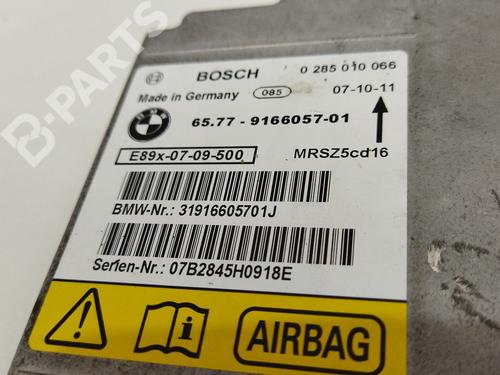 B-PARTS
BOSCH 0 285 010 066
Made in Germany 085 07-10-11
65.77 - 9166057-01
E89x-07-09-500 MRSZ5cd16
BMW-Nr.: 31916605701J
Serien-Nr.: 07B2845H0918E
AIRBAG